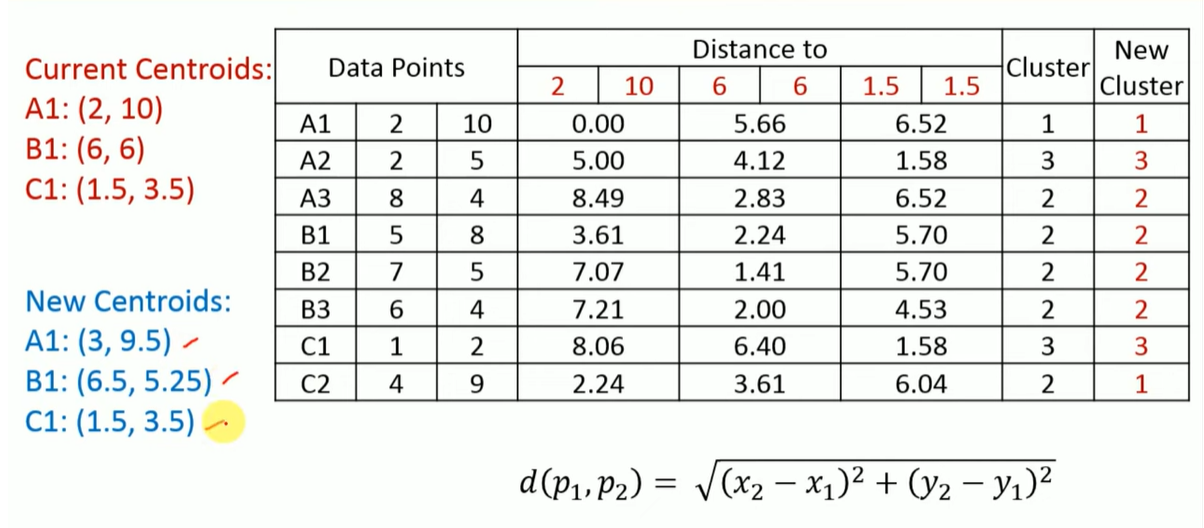 Current Centroids:
A1: (2, 10)
B1: (6, 6)
C1: (1.5, 3.5)
New Centroids:
A1: (3, 9.5)
B1: (6.5, 5.25)
C1: (1.5, 3.5)
Data Points Distance to Cluster New Cluster
2 10 6 6 1.5 1.5
A1 2 10 0.00 5.66 6.52 1 1
A2 2 5 5.00 4.12 1.58 3 3
A3 8 4 8.49 2.83 6.52 2 2
B1 5 8 3.61 2.24 5.70 2 2
B2 7 5 7.07 1.41 5.70 2 2
B3 6 4 7.21 2.00 4.53 2 2
C1 1 2 8.06 6.40 1.58 3 3
C2 4 9 2.24 3.61 6.04 2 1
d(p₁, p₂) = √(x₂ − x₁)² + (y₂ − y₁)²